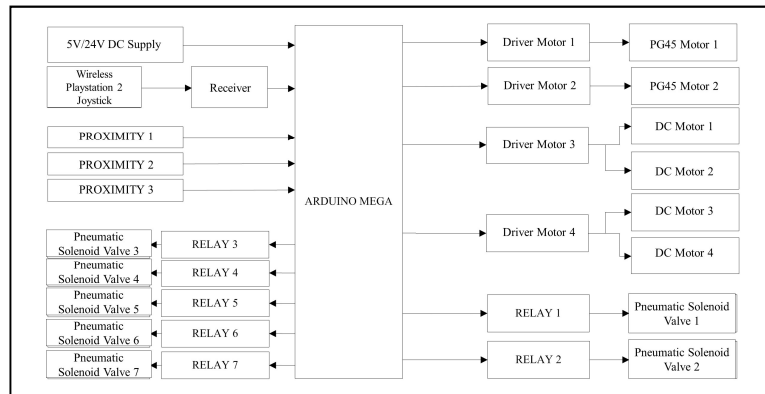 5V/24V DC Supply
Wireless
Playstation 2
Joystick
Receiver
PROXIMITY 1
PROXIMITY 2
PROXIMITY 3
Pneumatic
Solenoid Valve 3
RELAY 3
Pneumatic
Solenoid Valve 4
RELAY 4
Pneumatic
Solenoid Valve 5
RELAY 5
Pneumatic
Solenoid Valve 6
RELAY 6
Pneumatic
Solenoid Valve 7
RELAY 7
ARDUINO MEGA
Driver Motor 1
PG45 Motor 1
Driver Motor 2
PG45 Motor 2
Driver Motor 3
DC Motor 1
DC Motor 2
Driver Motor 4
DC Motor 3
DC Motor 4
RELAY 1
Pneumatic Solenoid
Valve 1
RELAY 2
Pneumatic Solenoid
Valve 2